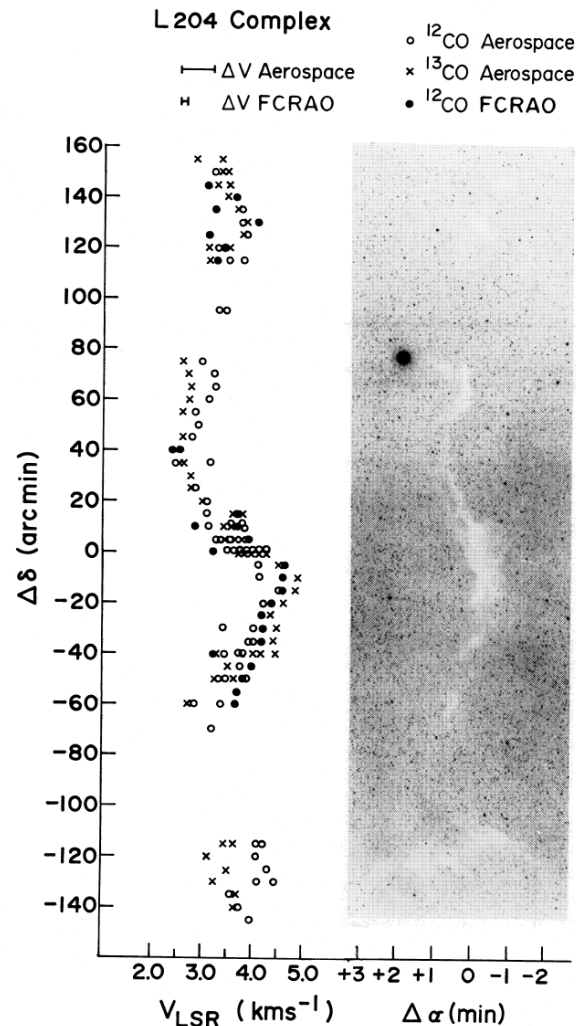 L204 Complex
○ ¹²CO Aerospace
ΔV Aerospace
× ¹³CO Aerospace
ΔV FCRAO
● ¹²CO FCRAO
160
140
120
100
80
60
40
20
0
-20
-40
-60
-80
-100
-120
-140
Δδ (arcmin)
2.0 3.0 4.0 5.0
+3 +2 +1 0 -1 -2
V_LSR (kms⁻¹)
Δα (min)